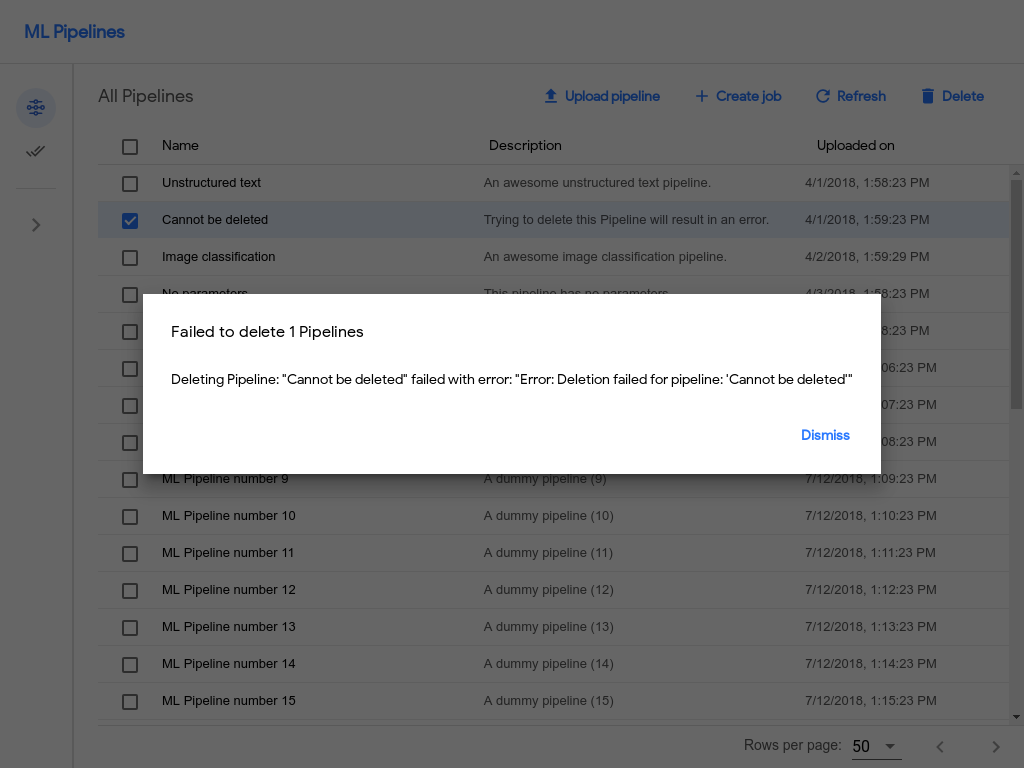 ML Pipelines
All Pipelines
Upload pipeline
Create job
Refresh
Delete
Name Description Uploaded on
Unstructured text An awesome unstructured text pipeline. 4/1/2018, 1:58:23 PM
Cannot be deleted Trying to delete this Pipeline will result in an error. 4/1/2018, 1:59:23 PM
Image classification An awesome image classification pipeline. 4/2/2018, 1:59:29 PM
No parameters This pipeline has no parameters 4/3/2018, 1:58:23 PM
8:23 PM
Failed to delete 1 Pipelines
06:23 PM
Deleting Pipeline: "Cannot be deleted" failed with error: "Error: Deletion failed for pipeline: 'Cannot be deleted'"
07:23 PM
Dismiss
08:23 PM
ML Pipeline number 9 A dummy pipeline (9) 7/12/2018, 1:09:23 PM
ML Pipeline number 10 A dummy pipeline (10) 7/12/2018, 1:10:23 PM
ML Pipeline number 11 A dummy pipeline (11) 7/12/2018, 1:11:23 PM
ML Pipeline number 12 A dummy pipeline (12) 7/12/2018, 1:12:23 PM
ML Pipeline number 13 A dummy pipeline (13) 7/12/2018, 1:13:23 PM
ML Pipeline number 14 A dummy pipeline (14) 7/12/2018, 1:14:23 PM
ML Pipeline number 15 A dummy pipeline (15) 7/12/2018, 1:15:23 PM
Rows per page: 50